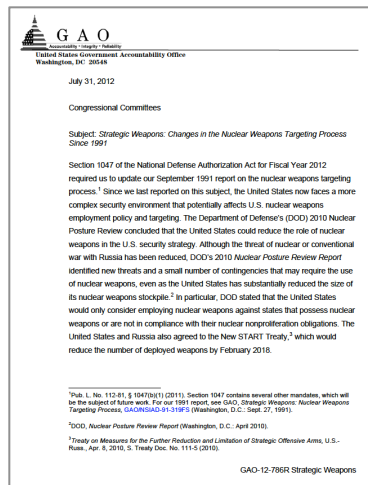 G A O
Accountability * Integrity * Reliability
United States Government Accountability Office
Washington, DC 20548
July 31, 2012
Congressional Committees
Subject: Strategic Weapons: Changes in the Nuclear Weapons Targeting Process
Since 1991
Section 1047 of the National Defense Authorization Act for Fiscal Year 2012
required us to update our September 1991 report on the nuclear weapons targeting
process.1 Since we last reported on this subject, the United States now faces a more
complex security environment that potentially affects U.S. nuclear weapons
employment policy and targeting. The Department of Defense's (DOD) 2010 Nuclear
Posture Review concluded that the United States could reduce the role of nuclear
weapons in the U.S. security strategy. Although the threat of nuclear or conventional
war with Russia has been reduced, DOD's 2010 Nuclear Posture Review Report
identified new threats and a small number of contingencies that may require the use
of nuclear weapons, even as the United States has substantially reduced the size of
its nuclear weapons stockpile.2 In particular, DOD stated that the United States
would only consider employing nuclear weapons against states that possess nuclear
weapons or are not in compliance with their nuclear nonproliferation obligations. The
United States and Russia also agreed to the New START Treaty,3 which would
reduce the number of deployed weapons by February 2018.
1Pub. L. No. 112-81, § 1047(b)(1) (2011). Section 1047 contains several other mandates, which will
be the subject of future work. For our 1991 report, see GAO, Strategic Weapons: Nuclear Weapons
Targeting Process, GAO/NSIAD-91-319FS (Washington, D.C.: Sept. 27, 1991).
2DOD, Nuclear Posture Review Report (Washington, D.C.: April 2010).
3Treaty on Measures for the Further Reduction and Limitation of Strategic Offensive Arms, U.S.-
Russ., Apr. 8, 2010, S. Treaty Doc. No. 111-5 (2010).
GAO-12-786R Strategic Weapons